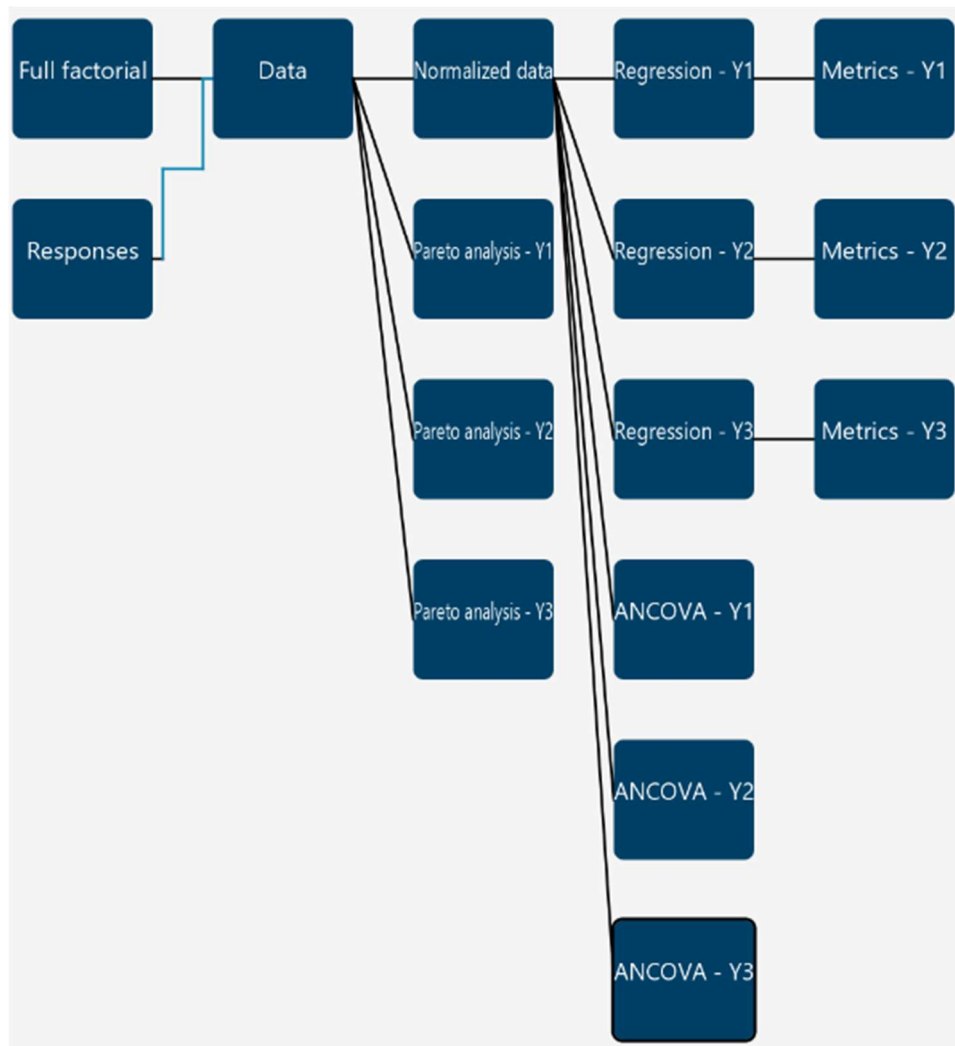 Full factorial
Data
Normalized data
Regression - Y1
Metrics - Y1
Responses
Pareto analysis - Y1
Regression - Y2
Metrics - Y2
Pareto analysis - Y2
Regression - Y3
Metrics - Y3
Pareto analysis - Y3
ANCOVA - Y1
ANCOVA - Y2
ANCOVA - Y3